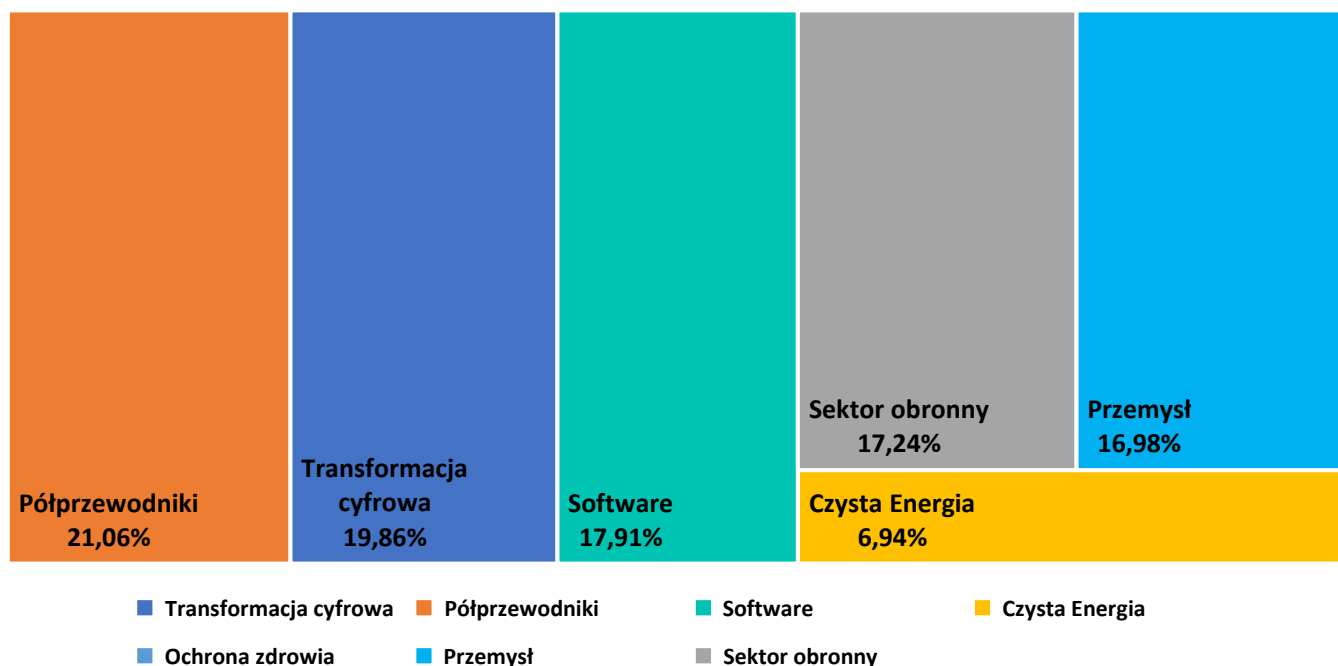 Półprzewodniki
21,06%
Transformacja
cyfrowa
19,86%
Software
17,91%
Sektor obronny
17,24%
Przemysł
16,98%
Czysta Energia
6,94%
Transformacja cyfrowa
Półprzewodniki
Software
Czysta Energia
Ochrona zdrowia
Przemysł
Sektor obronny